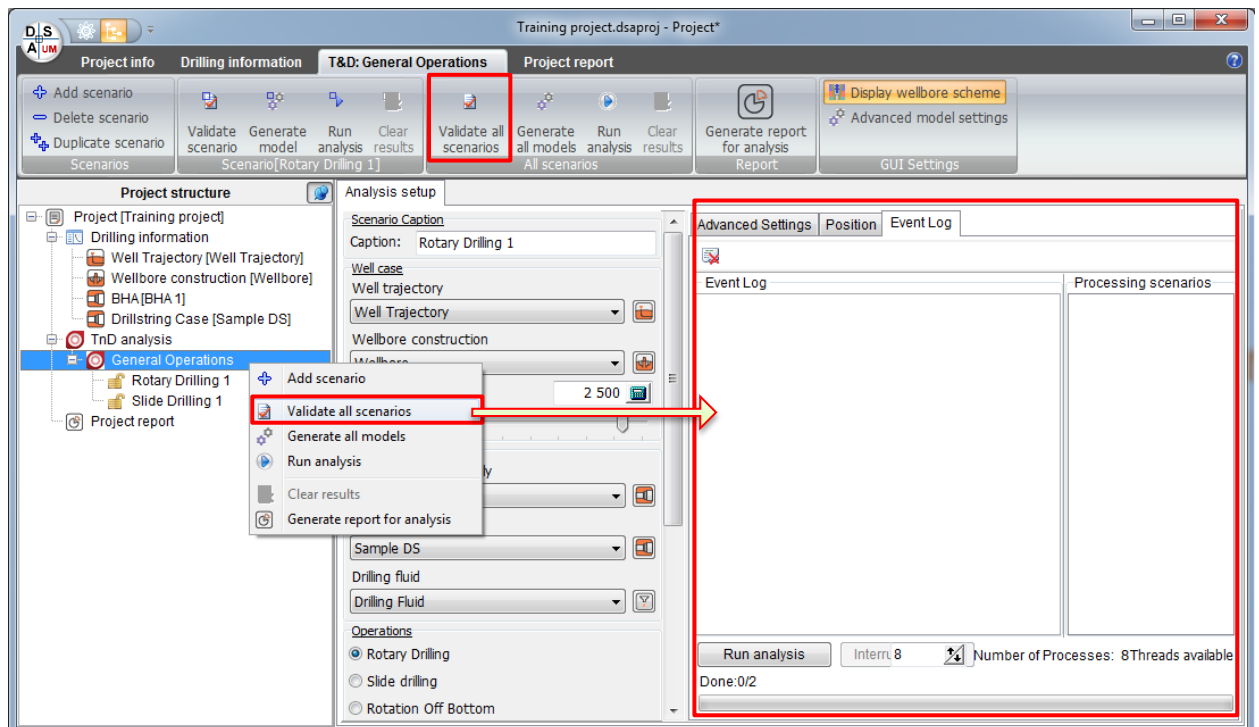 Training project.dsaproj - Project*
D S
A UM
Project info Drilling information T&D: General Operations Project report
Add scenario
Delete scenario
Duplicate scenario
Scenarios
Validate scenario
Generate model
Run analysis
Clear results
Scenario[Rotary Drilling 1]
Validate all scenarios
Generate all models
Run analysis
Clear results
All scenarios
Generate report for analysis
Report
Display wellbore scheme
Advanced model settings
GUI Settings
Project structure
Project [Training project]
Drilling information
Well Trajectory [Well Trajectory]
Wellbore construction [Wellbore]
BHA [BHA 1]
Drillstring Case [Sample DS]
TnD analysis
General Operations
Rotary Drilling 1
Slide Drilling 1
Project report
Add scenario
Validate all scenarios
Generate all models
Run analysis
Clear results
Generate report for analysis
Analysis setup
Scenario Caption
Caption: Rotary Drilling 1
Well case
Well trajectory
Well Trajectory
Wellbore construction
Wellbore
2 500
ly
Sample DS
Drilling fluid
Drilling Fluid
Operations
Rotary Drilling
Slide drilling
Rotation Off Bottom
Advanced Settings Position Event Log
Event Log
Processing scenarios
Run analysis Interru 8 Number of Processes: 8Threads available
Done:0/2